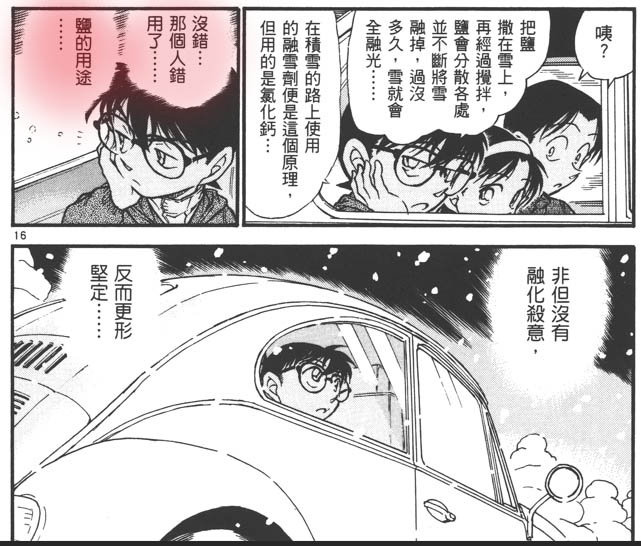 咦?
把鹽
撒在雪上，
再經過攪拌，
鹽會分散各處
並不斷將雪
融掉，過沒
多久，雪就會
全融光……
在積雪的路上使用
的融雪劑便是這個原理，
但用的是氯化鈣…
沒錯…
那個人錯
用了……
鹽的用途
……
16
非但沒有
融化殺意，
反而更形
堅定……